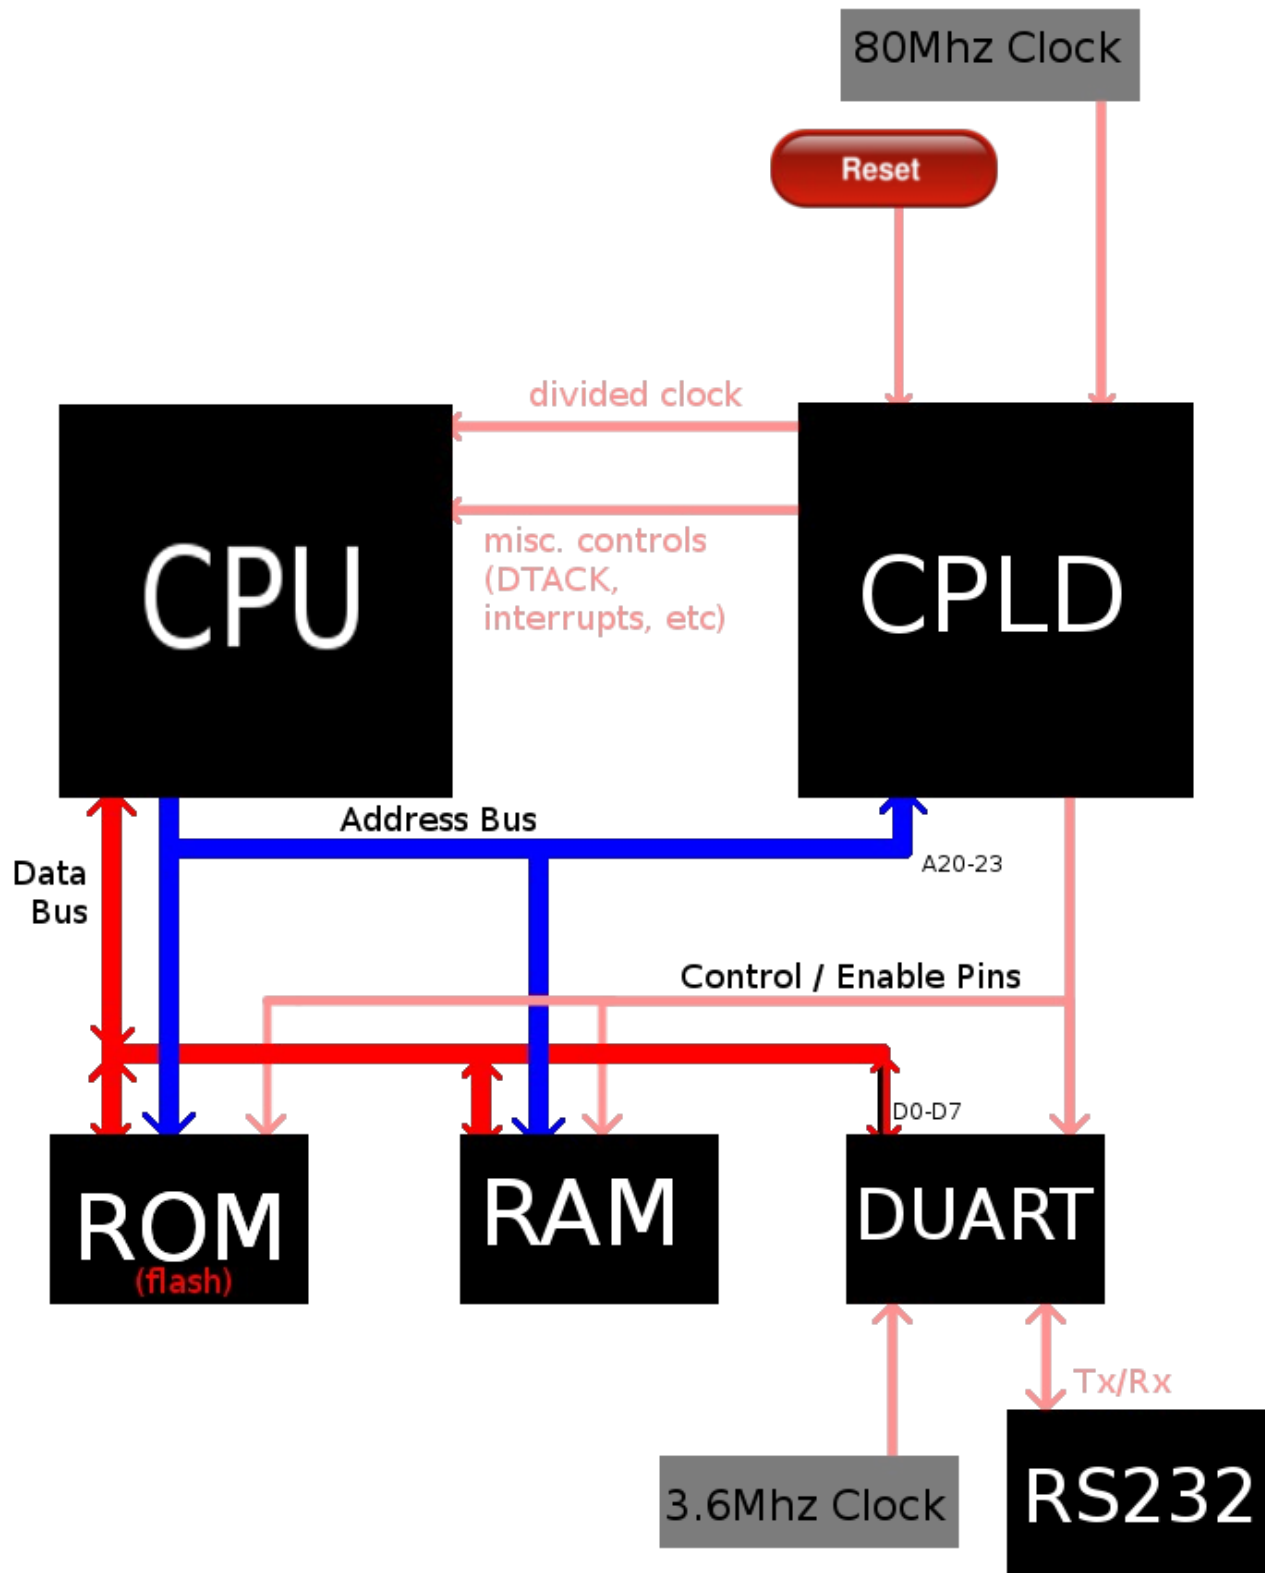 80Mhz Clock
Reset
divided clock
misc. controls
(DTACK,
interrupts, etc)
CPU
CPLD
Address Bus
A20-23
Data
Bus
Control / Enable Pins
D0-D7
ROM
(flash)
RAM
DUART
Tx/Rx
3.6Mhz Clock
RS232